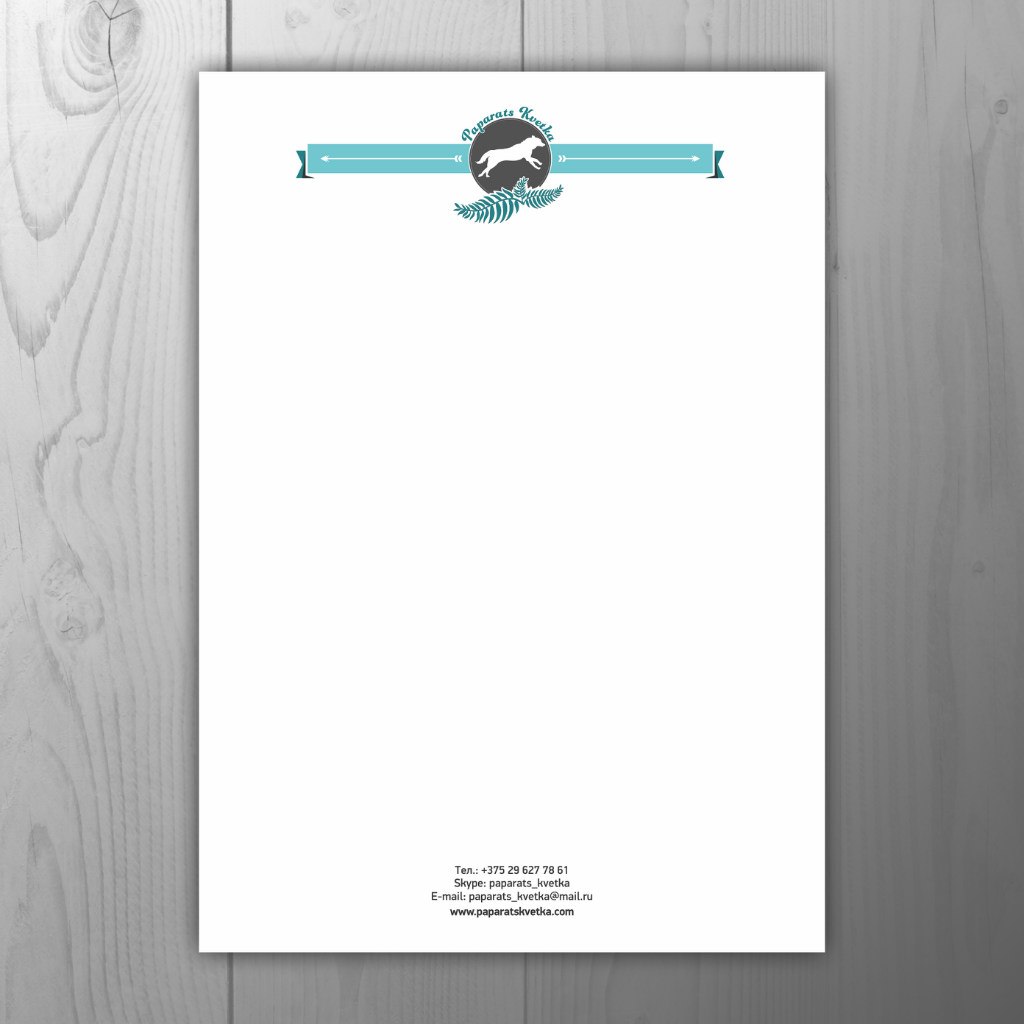 Paparats Kvetka
Тел.: +375 29 627 78 61
Skype: paparats_kvetka
E-mail: paparats_kvetka@mail.ru
www.paparatskvetka.com